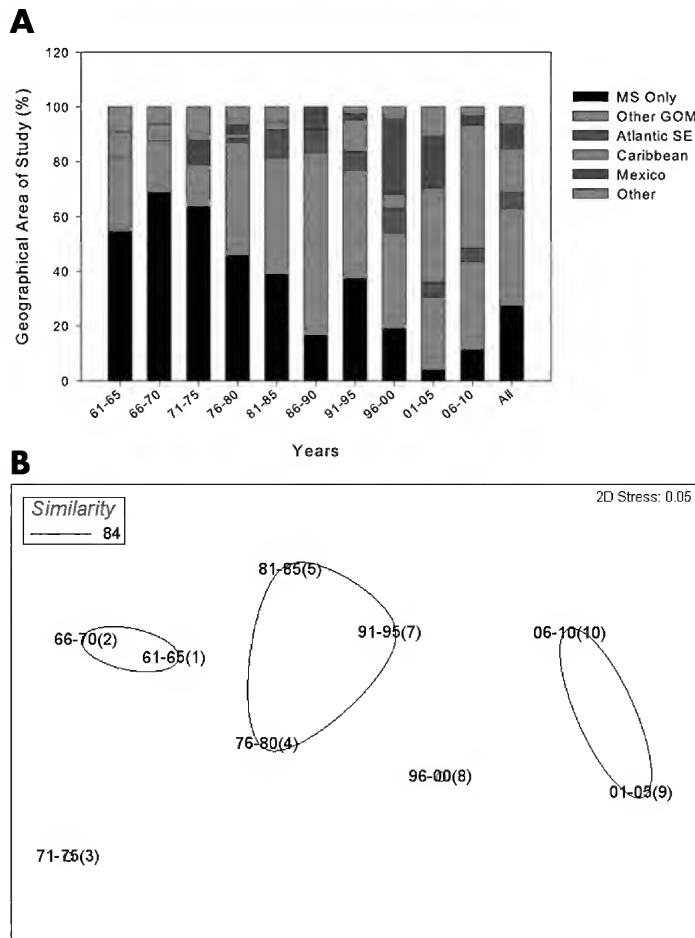 A
Geographical Area of Study (%)
120
100
80
60
40
20
0
MS Only
Other GOM
Atlantic SE
Caribbean
Mexico
Other
61-65 66-70 71-75 76-80 81-85 86-90 91-95 96-00 01-05 06-10 All
Years
B
Similarity
84
2D Stress: 0.05
81-85(5)
66-70(2)
61-65(1)
91-95(7)
06-10(10)
76-80(4)
96-00(8)
01-05(9)
71-75(3)